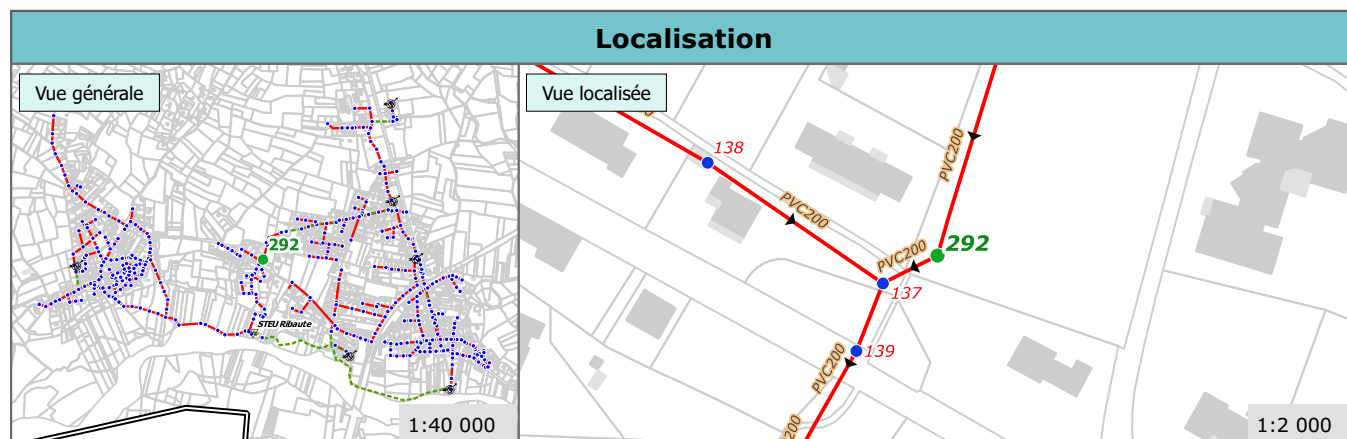 Localisation
Vue générale
292
STEU Ribaute
1:40 000
Vue localisée
138
PVC200
PVC200
PVC200
292
137
139
PVC200
1:2 000